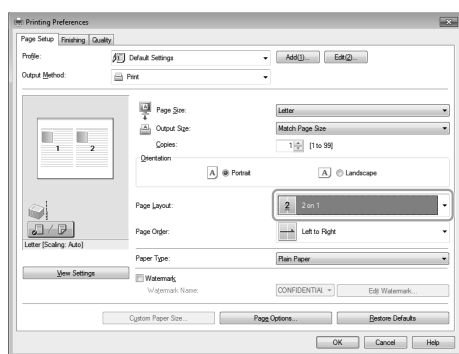 Printing Preferences
Page Setup Finishing Quality
Profile: Default Settings Add(1)... Edit(2)...
Output Method: Print
Page Size: Letter
Output Size: Match Page Size
Copies: 1 [1 to 99]
Orientation
A Portrait A Landscape
1 2
Page Layout: 2 2 on 1
Page Order: Left to Right
Letter [Scaling: Auto]
Paper Type: Plain Paper
View Settings
Watermark
Watermark Name: CONFIDENTIAL Edit Watermark...
Custom Paper Size... Page Options... Restore Defaults
OK Cancel Help